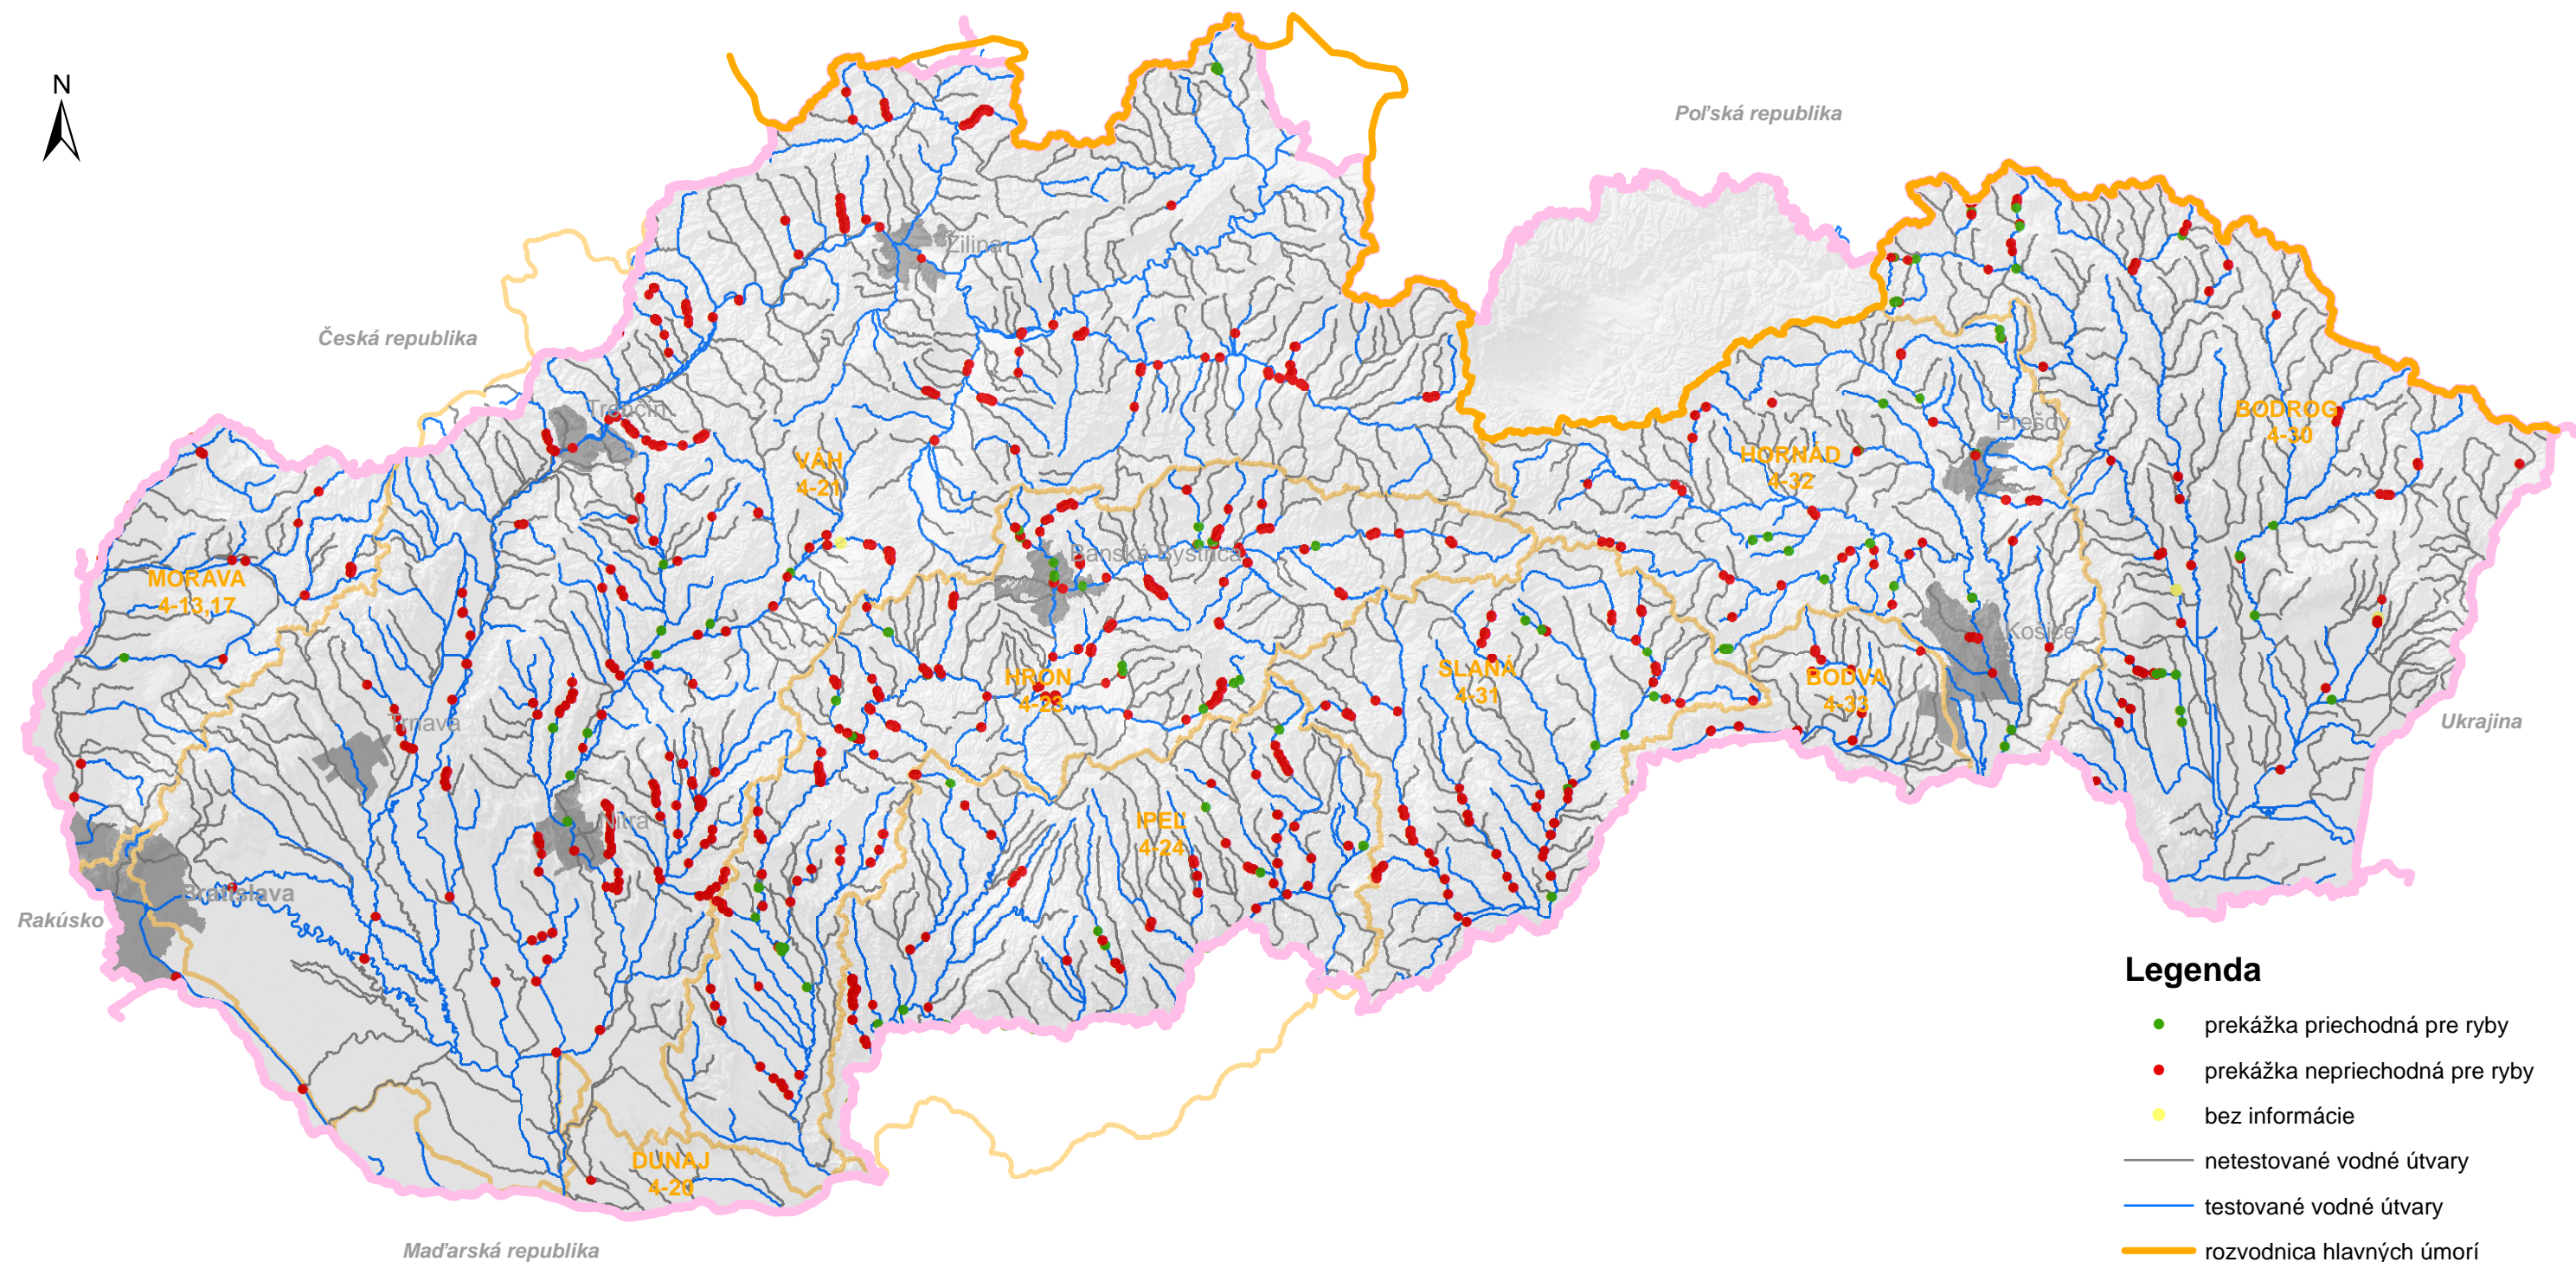 N
Poľská republika
Žilina
Česká republika
Trenčín
BODROG
4-30
Prešov
HORNÁD
4-32
VÁH
4-21
Banská Bystrica
MORAVA
4-13,17
Košice
HRON
4-23
SLANÁ
4-31
BODVA
4-33
Trnava
Ukrajina
Nitra
IPEĽ
4-24
Bratislava
Rakúsko
DUNAJ
4-20
Maďarská republika
Legenda
prekážka priechodná pre ryby
prekážka nepriechodná pre ryby
bez informácie
netestované vodné útvary
testované vodné útvary
rozvodnica hlavných úmorí